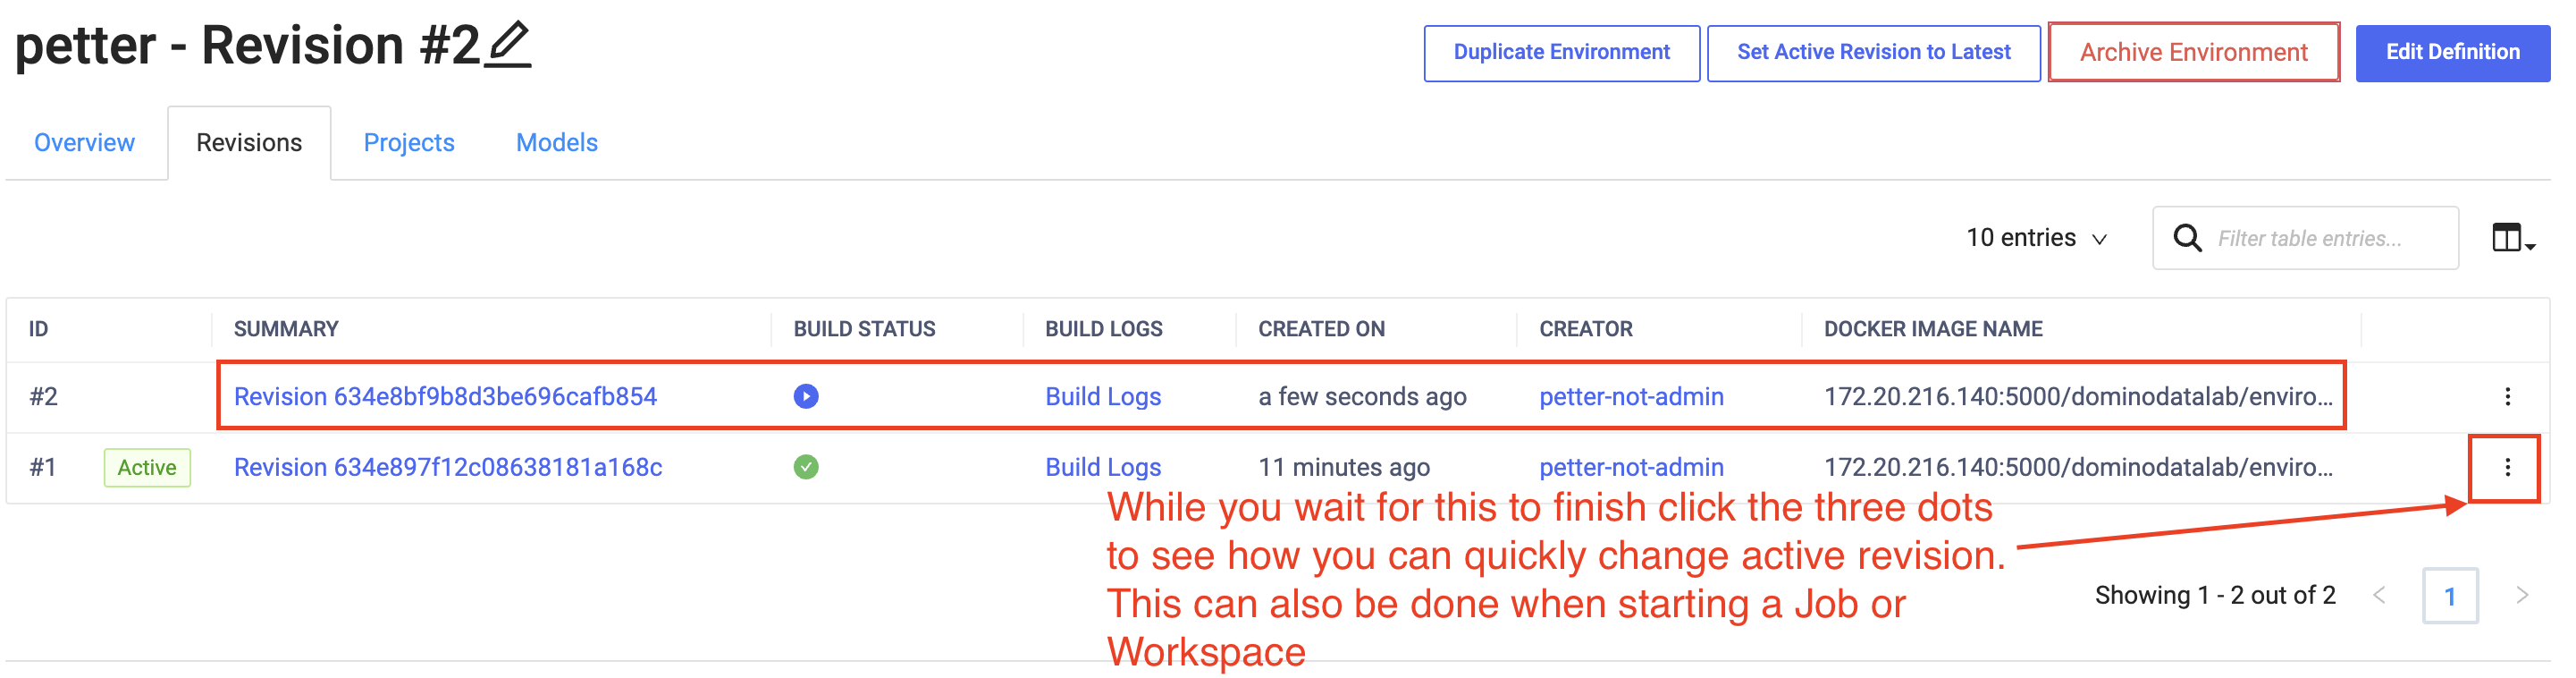 petter - Revision #2
Duplicate Environment Set Active Revision to Latest Archive Environment Edit Definition
Overview Revisions Projects Models
10 entries Filter table entries...
ID SUMMARY BUILD STATUS BUILD LOGS CREATED ON CREATOR DOCKER IMAGE NAME
#2 Revision 634e8bf9b8d3be696cafb854 Build Logs a few seconds ago petter-not-admin 172.20.216.140:5000/dominodatalab/enviro...
#1 Active Revision 634e897f12c08638181a168c Build Logs 11 minutes ago petter-not-admin 172.20.216.140:5000/dominodatalab/enviro...
While you wait for this to finish click the three dots
to see how you can quickly change active revision.
This can also be done when starting a Job or
Workspace
Showing 1 - 2 out of 2 < 1 >